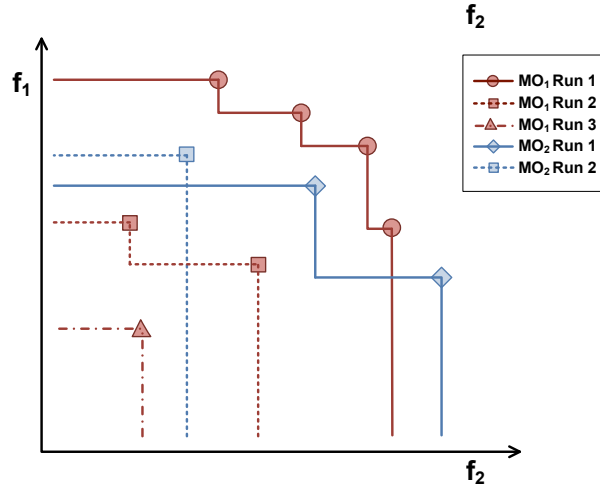 f₂
f₁
MO₁ Run 1
MO₁ Run 2
MO₁ Run 3
MO₂ Run 1
MO₂ Run 2
f₂